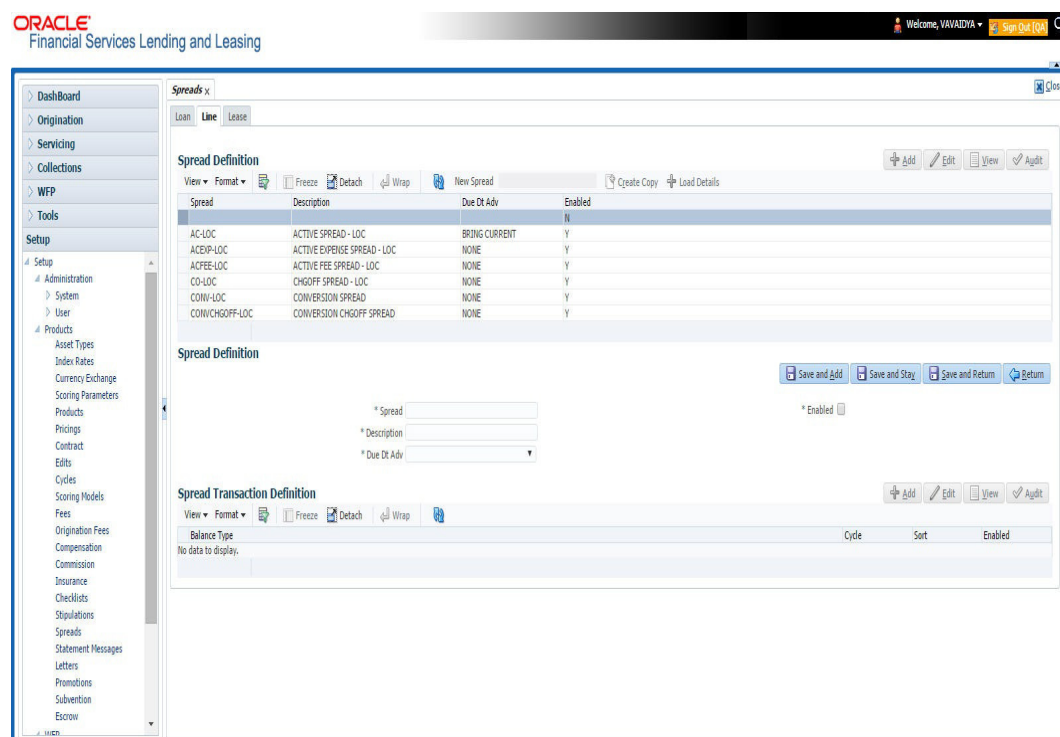 ORACLE'
Financial Services Lending and Leasing
Welcome, VAVAIDYA
Sign Out [QA]
DashBoard
Origination
Servicing
Collections
WFP
Tools
Setup
Setup
Administration
System
User
Products
Asset Types
Index Rates
Currency Exchange
Scoring Parameters
Products
Pricings
Contract
Edits
Cycles
Scoring Models
Fees
Origination Fees
Compensation
Commission
Insurance
Checklists
Stipulations
Spreads
Statement Messages
Letters
Promotions
Subvention
Escrow
WFP
Spreads x
Clos
Loan Line Lease
Spread Definition
Add Edit View Audit
View Format Freeze Detach Wrap New Spread Create Copy Load Details
Spread Description Due Dt Adv Enabled
N
AC-LOC ACTIVE SPREAD - LOC BRING CURRENT Y
ACEXP-LOC ACTIVE EXPENSE SPREAD - LOC NONE Y
ACFEE-LOC ACTIVE FEE SPREAD - LOC NONE Y
CO-LOC CHGOFF SPREAD - LOC NONE Y
CONV-LOC CONVERSION SPREAD NONE Y
CONVCHGOFF-LOC CONVERSION CHGOFF SPREAD NONE Y
Spread Definition
Save and Add Save and Stay Save and Return Return
* Spread
* Enabled
* Description
* Due Dt Adv
Spread Transaction Definition
Add Edit View Audit
View Format Freeze Detach Wrap
Balance Type Cycle Sort Enabled
No data to display.